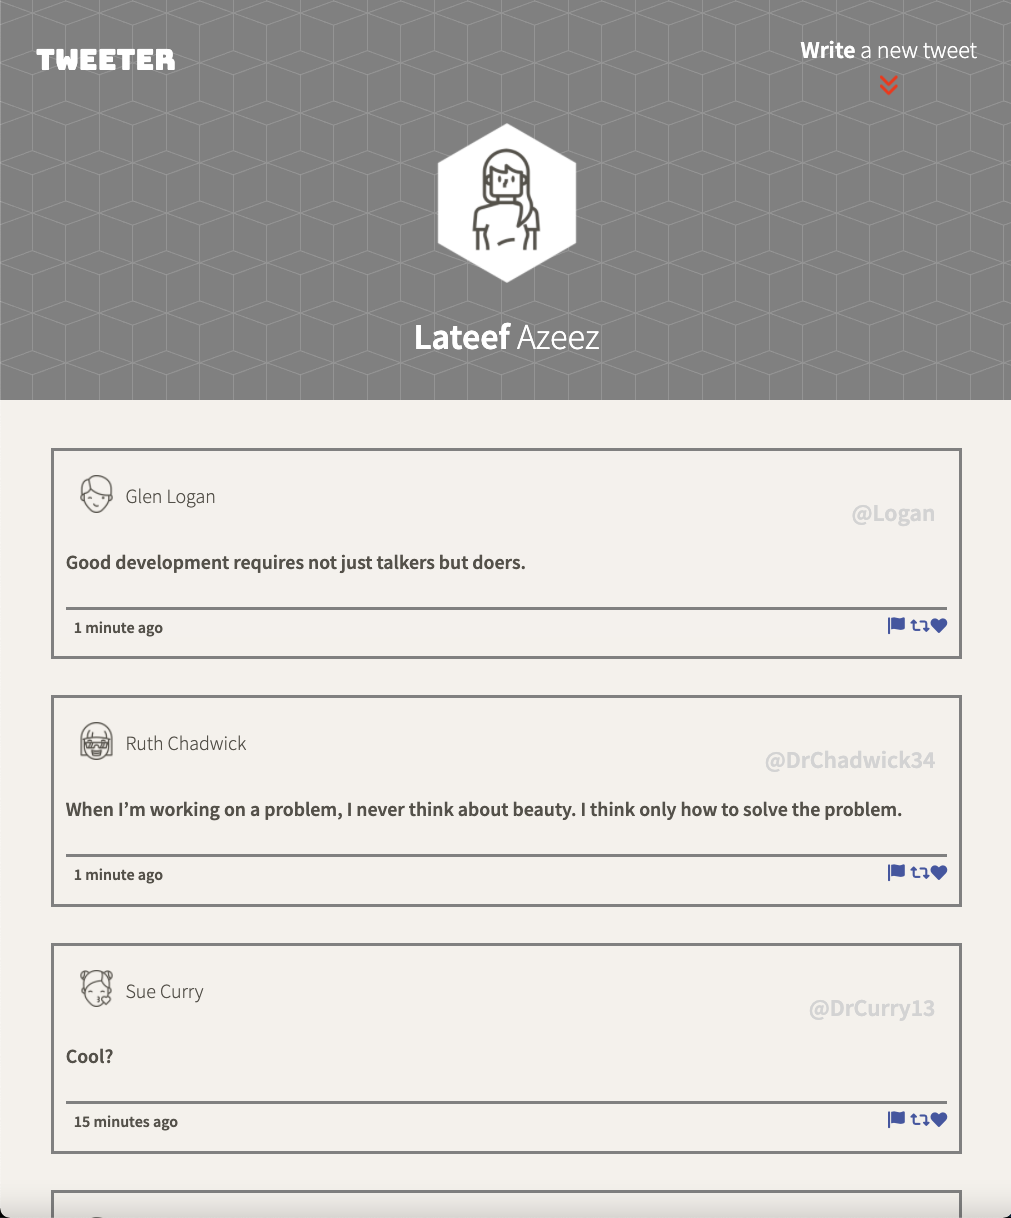 TWEETER
Write a new tweet
Lateef Azeez
Glen Logan
@Logan
Good development requires not just talkers but doers.
1 minute ago
Ruth Chadwick
@DrChadwick34
When I’m working on a problem, I never think about beauty. I think only how to solve the problem.
1 minute ago
Sue Curry
@DrCurry13
Cool?
15 minutes ago